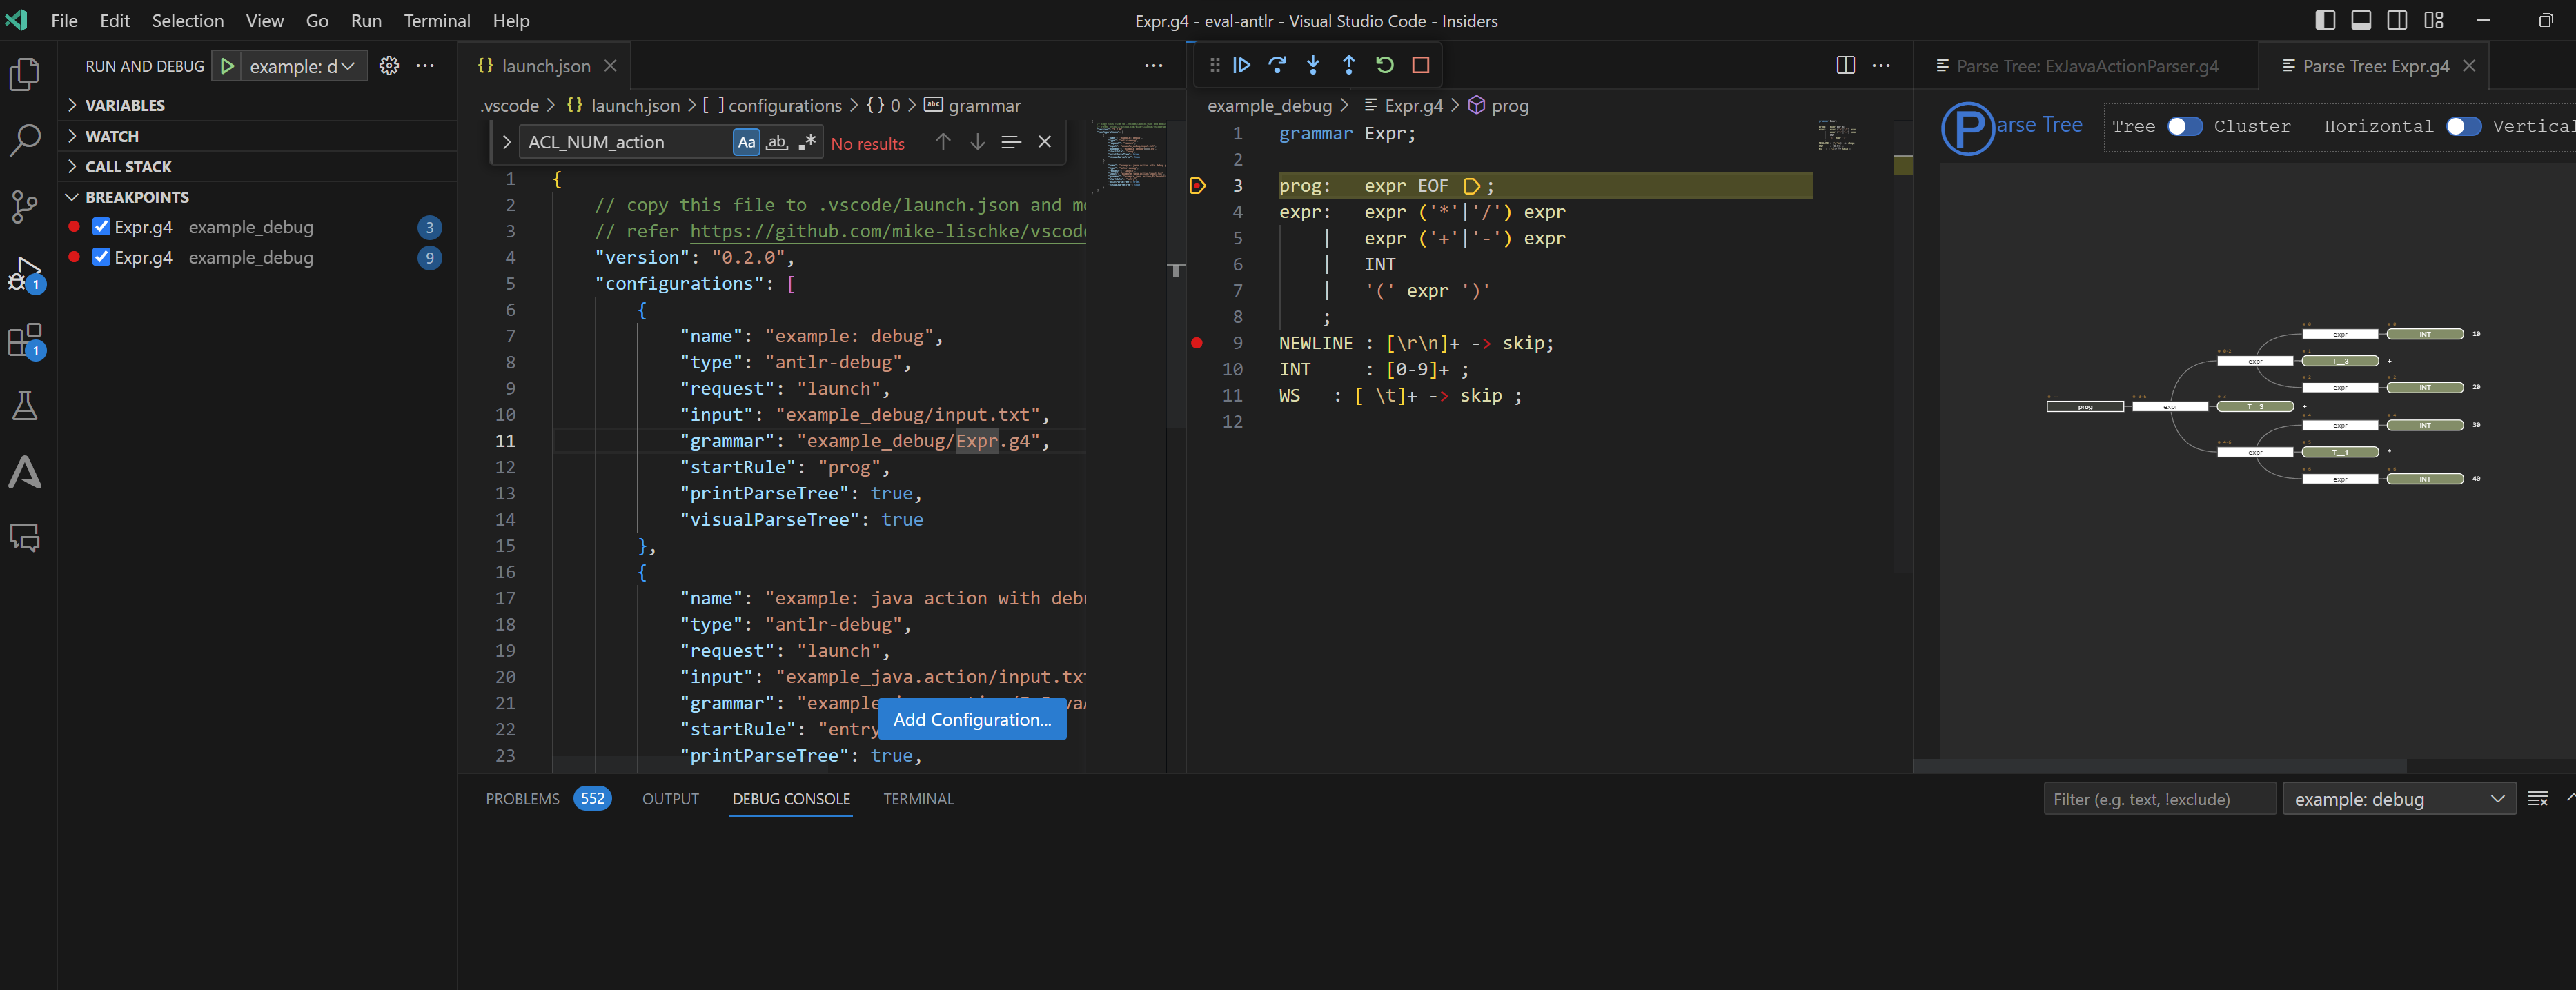 File Edit Selection View Go Run Terminal Help
Expr.g4 - eval-antlr - Visual Studio Code - Insiders
RUN AND DEBUG
example: d
VARIABLES
WATCH
CALL STACK
BREAKPOINTS
Expr.g4 example_debug 3
Expr.g4 example_debug 9
1
1
launch.json
.vscode > {} launch.json > [ ] configurations > {} 0 > abc grammar
ACL_NUM_action Aa ab .* No results
1 {
2 // copy this file to .vscode/launch.json and
3 // refer https://github.com/mike-lischke/vscod
4 "version": "0.2.0",
5 "configurations": [
6 {
7 "name": "example: debug",
8 "type": "antlr-debug",
9 "request": "launch",
10 "input": "example_debug/input.txt",
11 "grammar": "example_debug/Expr.g4",
12 "startRule": "prog",
13 "printParseTree": true,
14 "visualParseTree": true
15 },
16 {
17 "name": "example: java action with deb
18 "type": "antlr-debug",
19 "request": "launch",
20 "input": "example_java.action/input.tx
21 "grammar": "example
22 "startRule": "entry
23 "printParseTree": true,
Add Configuration...
example_debug > Expr.g4 > prog
1 grammar Expr;
2
3 prog: expr EOF ;
4 expr: expr ('*'|'/') expr
5 | expr ('+'|'-') expr
6 | INT
7 | '(' expr ')'
8 ;
9 NEWLINE : [\r\n]+ -> skip;
10 INT : [0-9]+ ;
11 WS : [ \t]+ -> skip ;
12
Parse Tree: ExJavaActionParser.g4
Parse Tree: Expr.g4
Parse Tree
Tree Cluster Horizontal Vertical
expr INT 10
expr T__3 +
expr INT 20
prog expr T__3 +
expr INT 30
expr T__1 *
expr INT 40
PROBLEMS 552 OUTPUT DEBUG CONSOLE TERMINAL
Filter (e.g. text, !exclude)
example: debug